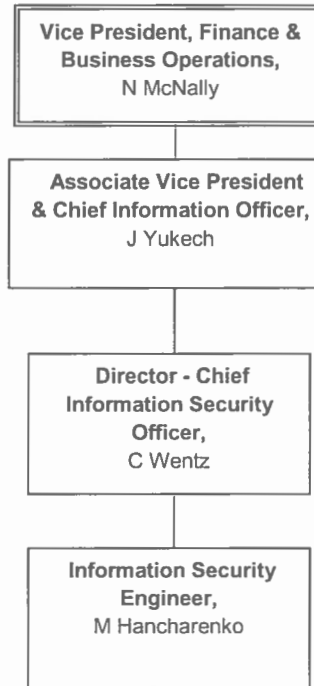 Vice President, Finance &
Business Operations,
N McNally
Associate Vice President
& Chief Information Officer,
J Yukech
Director - Chief
Information Security
Officer,
C Wentz
Information Security
Engineer,
M Hancharenko